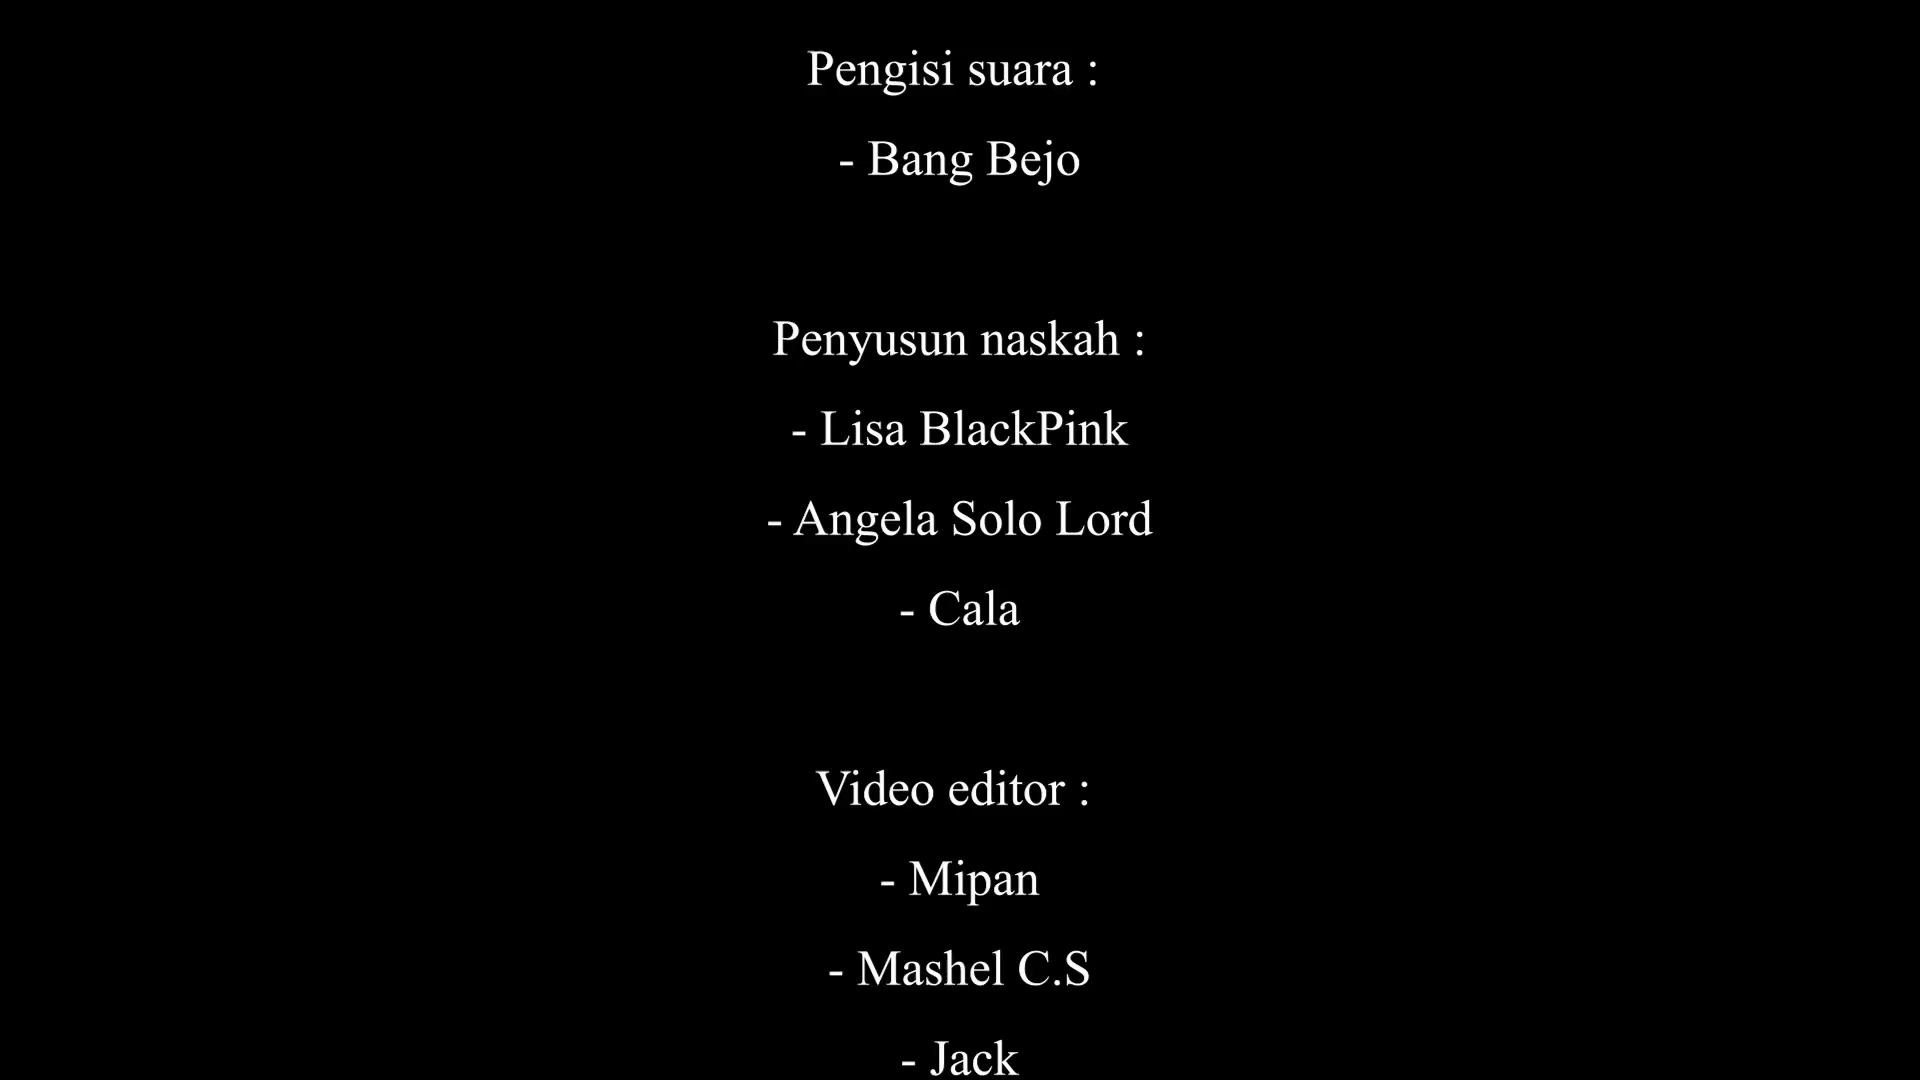 Pengisi suara :
- Bang Bejo
Penyusun naskah :
- Lisa BlackPink
- Angela Solo Lord
- Cala
Video editor :
- Mipan
- Mashel C.S
- Jack